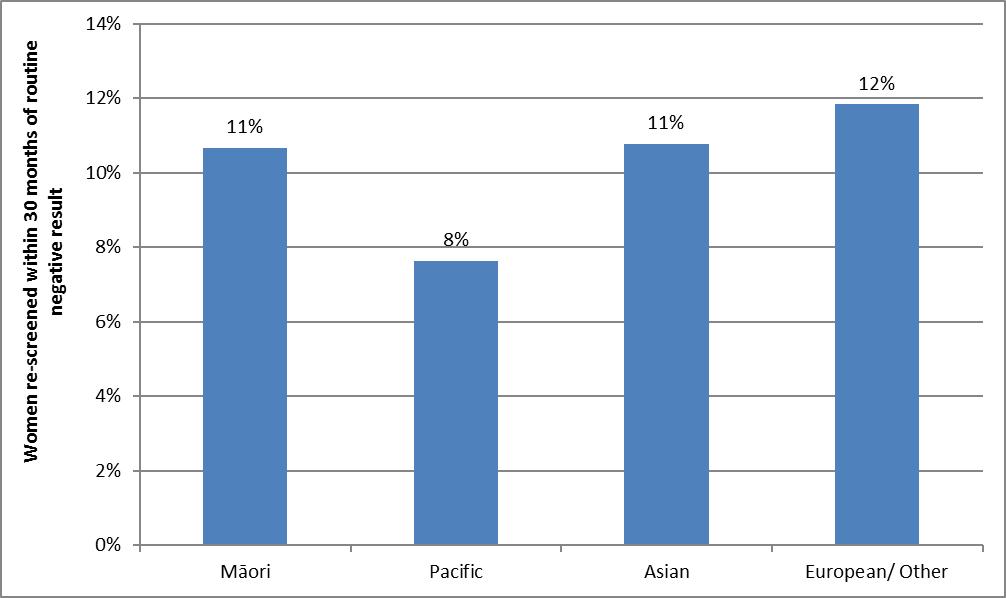 Women re-screened within 30 months of routine
negative result
14%
12%
10%
8%
6%
4%
2%
0%
11%
8%
11%
12%
Māori
Pacific
Asian
European/ Other